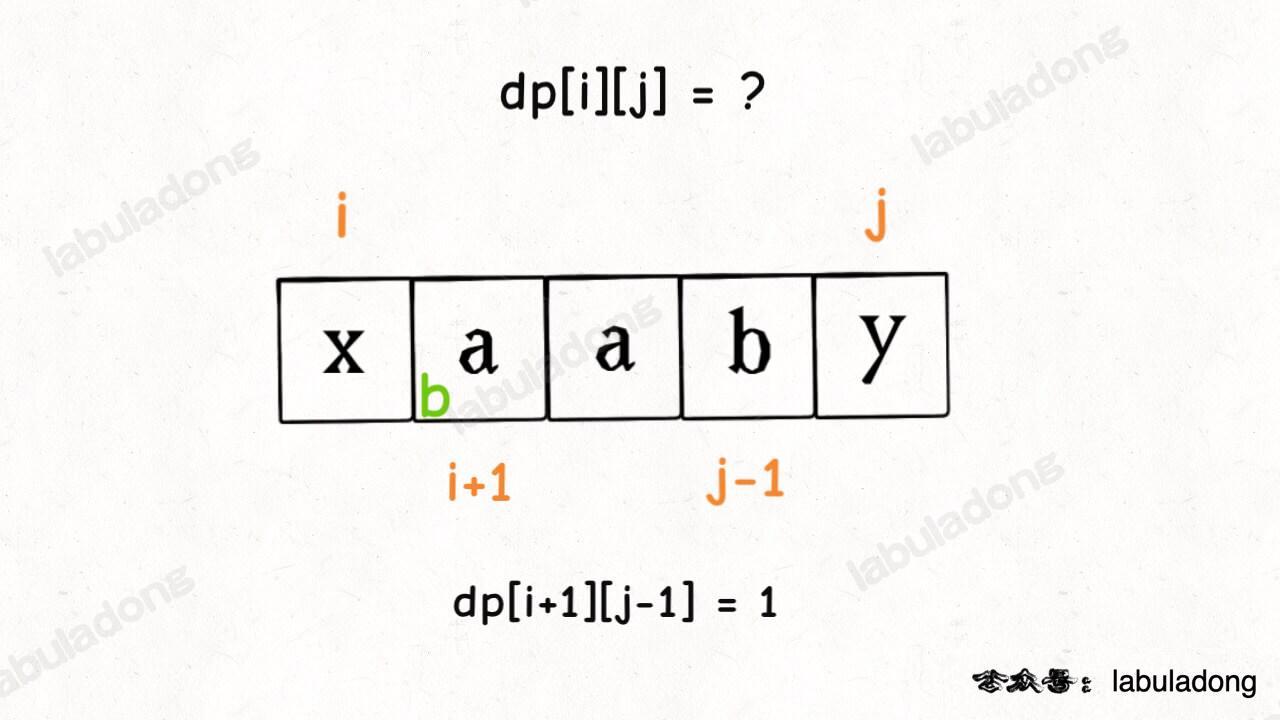 dp[i][j] = ?
i j
x a a b y
b
i+1 j-1
dp[i+1][j-1] = 1
公众号: labuladong
labuladong
labuladong
labuladong
labuladong
labuladong